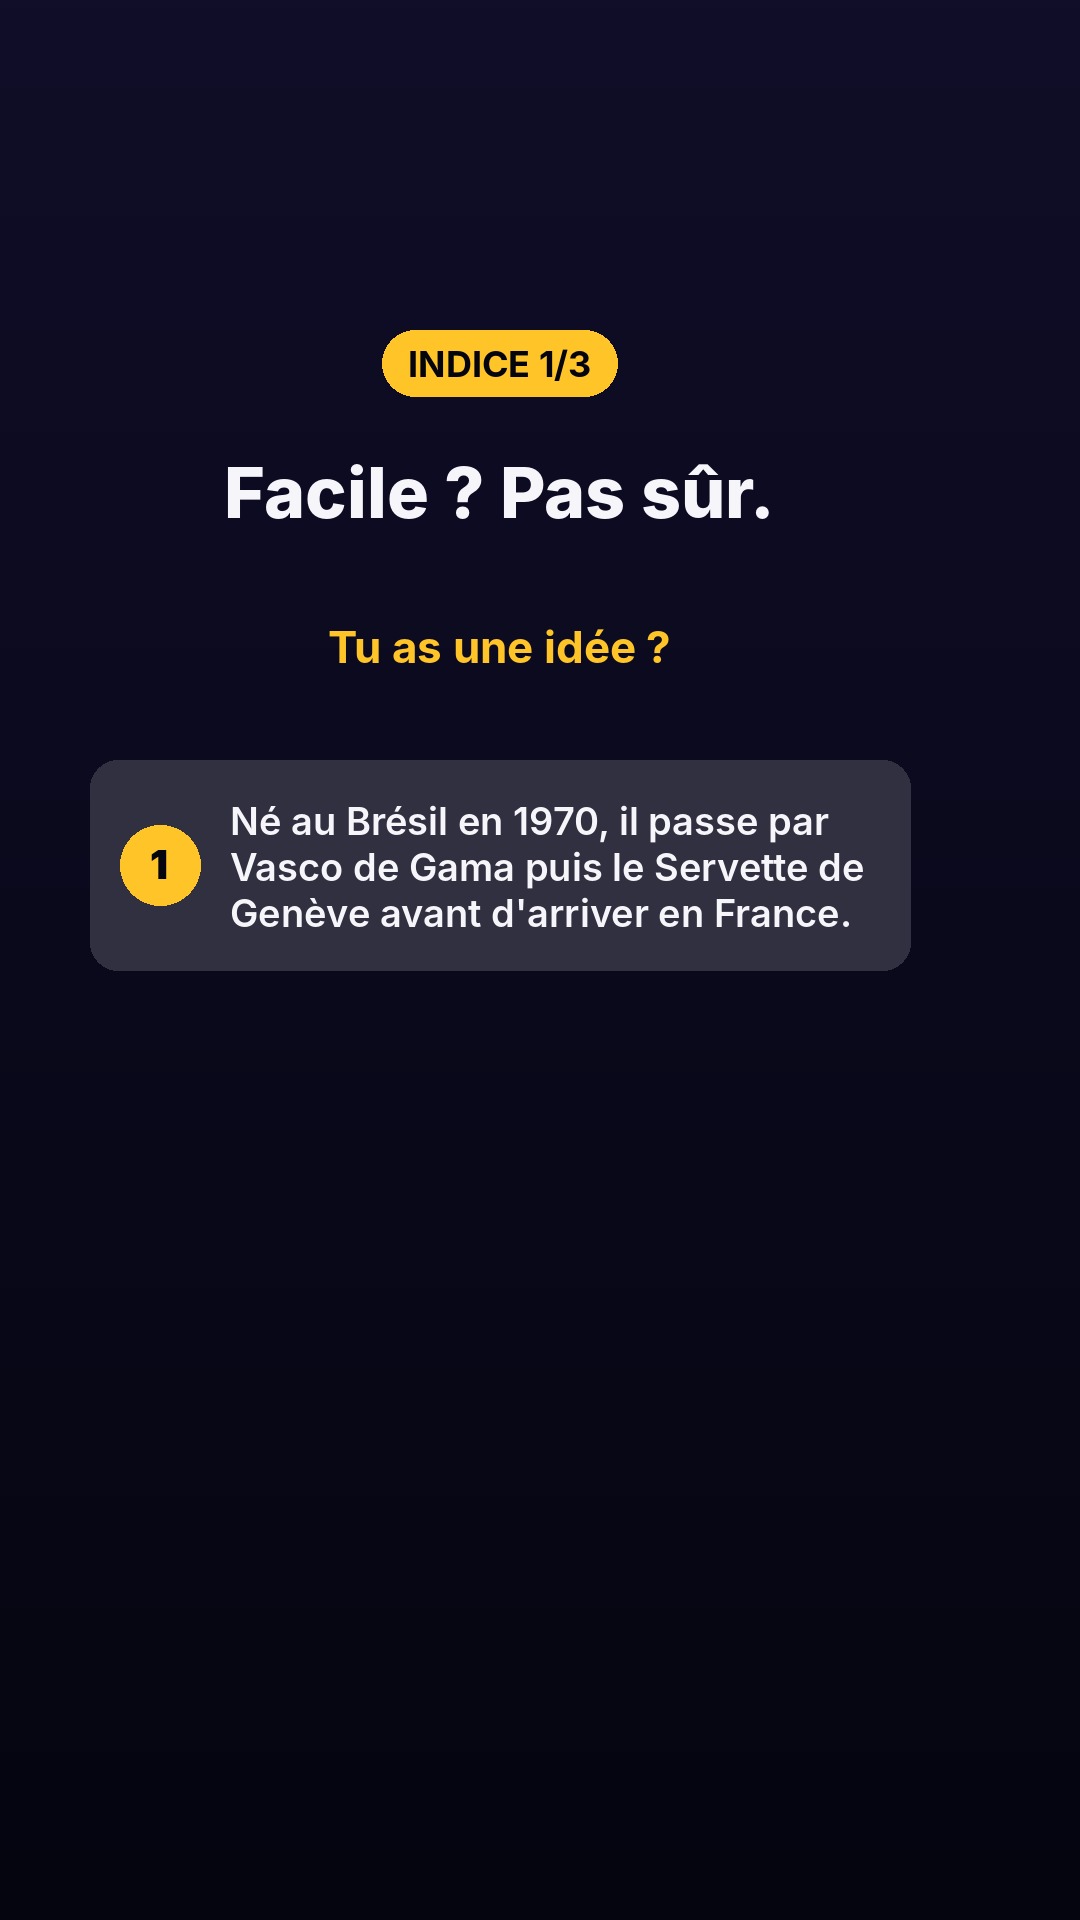 INDICE 1/3
Facile ? Pas sûr.
Tu as une idée ?
1
Né au Brésil en 1970, il passe par
Vasco de Gama puis le Servette de
Genève avant d'arriver en France.